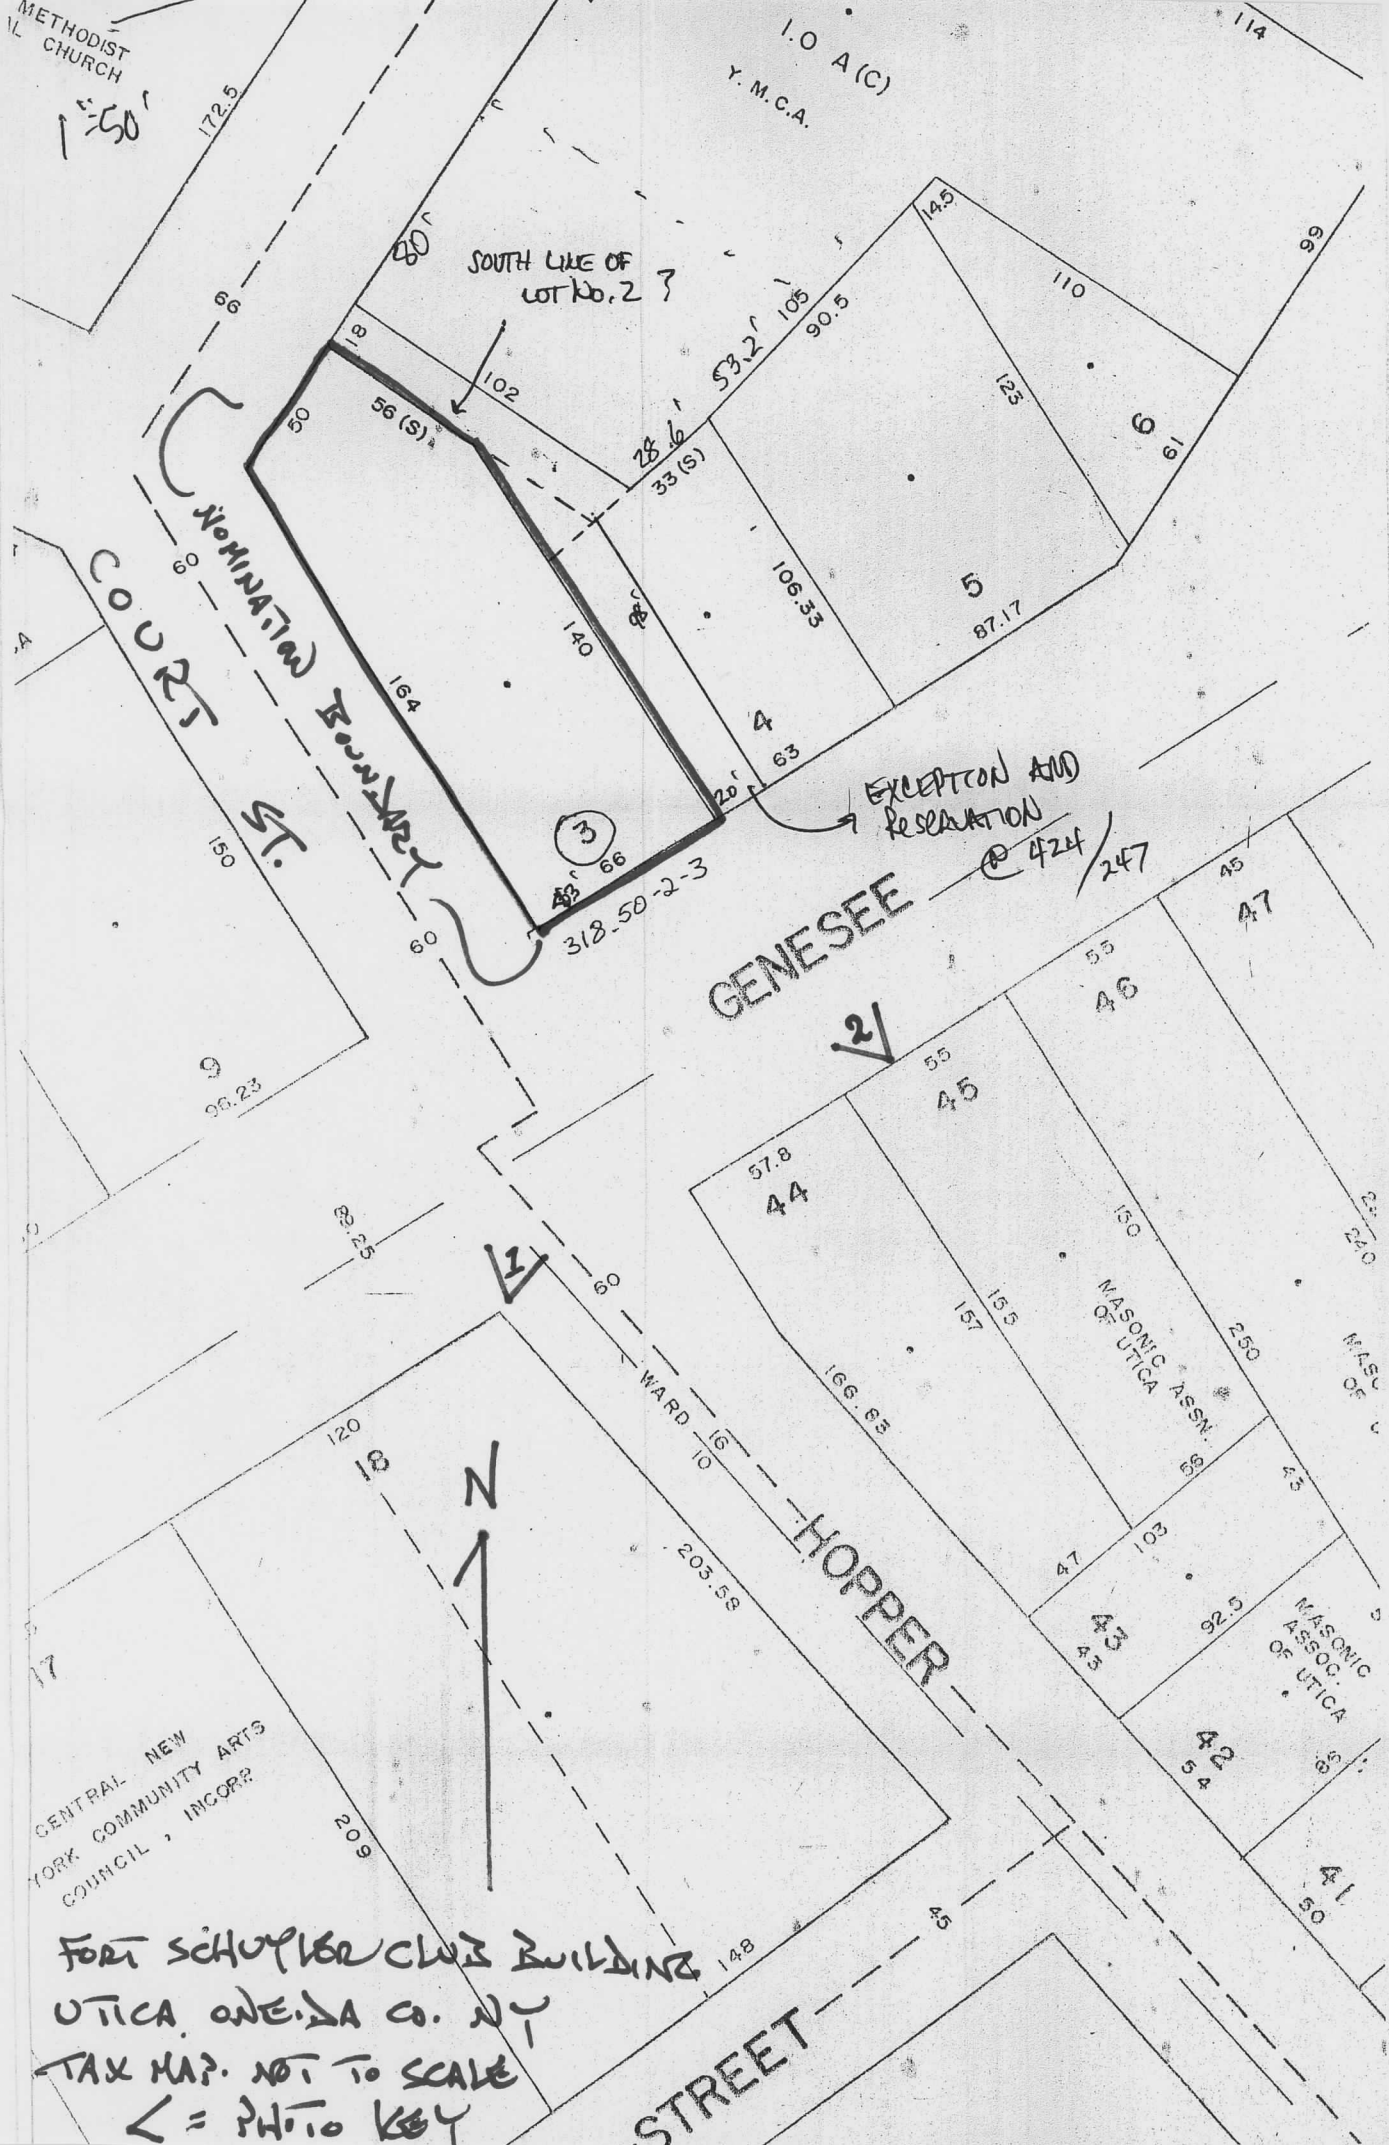 METHODIST
CHURCH
1"=50'
172.5
66
80'
1.0 A (C)
Y. M.C.A.
114
SOUTH LINE OF
LOT NO. 2 ?
18
102
56 (S)
50
28.6'
33 (S)
53.2'
105
90.5
14.5
110
99
123
6
61
106.33
5
87.17
NOMINATION BOUNDARY
60
COURT ST.
164
140
4
63
20'
3
66
318-50-2-3
EXCEPTION AND
RESERVATION
@ 424/247
150
60
9
96.23
GENESEE
45
47
55
46
2
55
45
57.8
44
89.25
1
60
WARD
16
10
150
155
157
MASONIC ASSN.
OF UTICA
250
240
166.83
56
43
120
18
N
203.58
HOPPER
47
103
43
43
92.5
MASONIC
ASSOC.
OF UTICA
42
54
41
50
17
CENTRAL NEW
YORK COMMUNITY ARTS
COUNCIL, INCORP.
209
148
45
STREET
FORT SCHUYLER CLUB BUILDING
UTICA, ONEIDA CO. NY
TAX MAP. NOT TO SCALE
< = PHOTO KEY